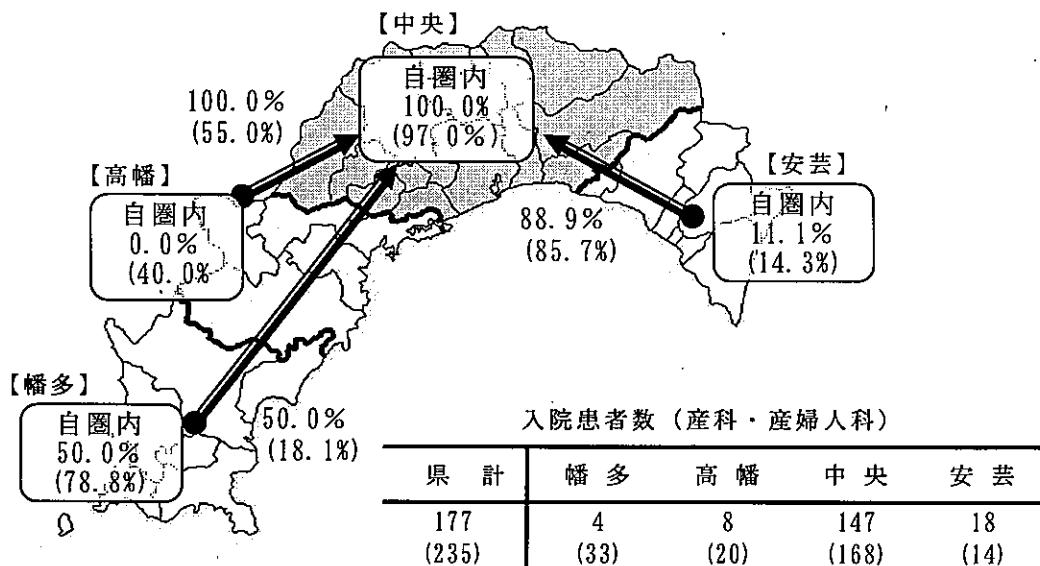 【中央】
自圏内
100.0%
(97.0%)
100.0%
(55.0%)
【高幡】
自圏内
0.0%
(40.0%
【安芸】
自圏内
11.1%
(14.3%)
88.9%
(85.7%)
【幡多】
自圏内
50.0%
(78.8%)
50.0%
(18.1%)
入院患者数(産科・産婦人科)
県計 幡多 高幡 中央 安芸
177 4 8 147 18
(235) (33) (20) (168) (14)